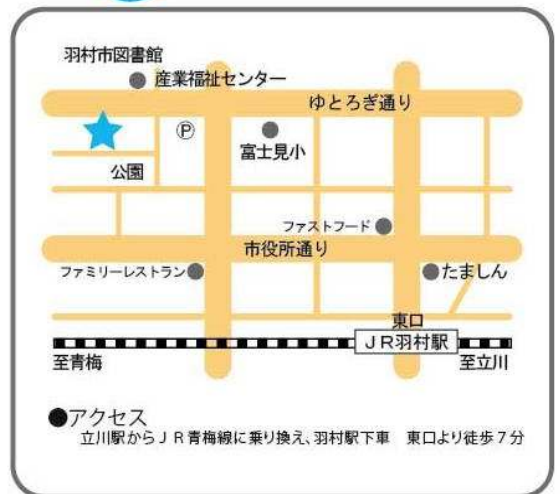 羽村市図書館
産業福祉センター
ゆとろぎ通り
Ⓟ
富士見小
公園
ファストフード
市役所通り
ファミリーレストラン
たましん
東口
ＪＲ羽村駅
至青梅
至立川
●アクセス
立川駅からＪＲ青梅線に乗り換え、羽村駅下車　東口より徒歩７分